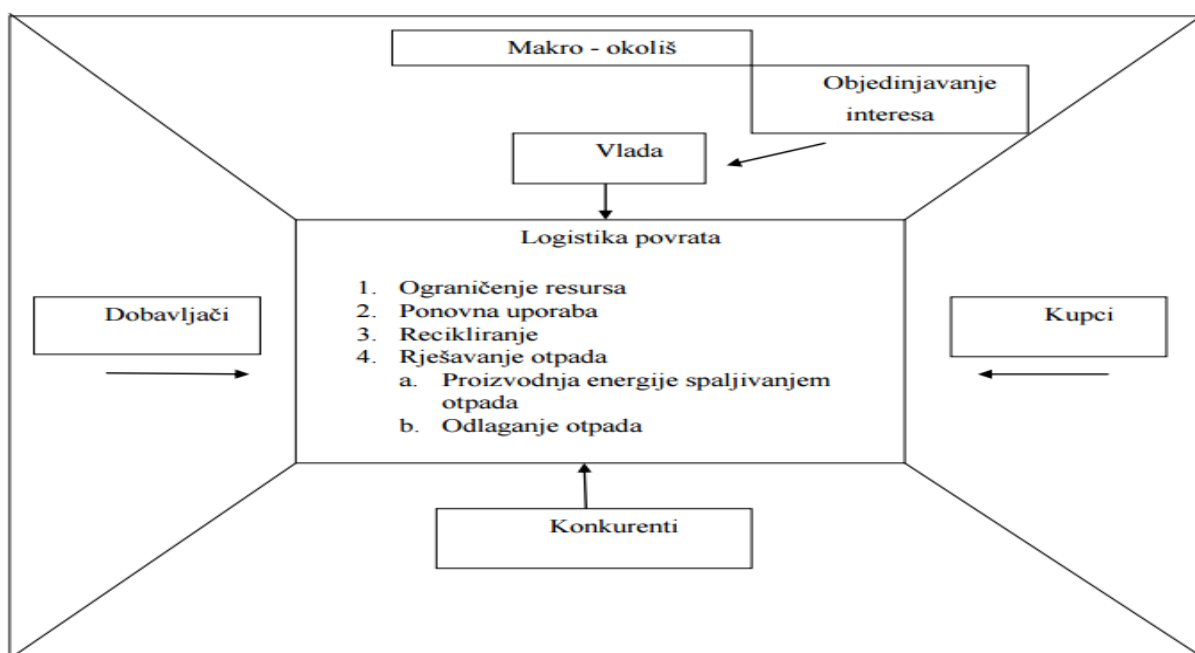 Makro - okoliš
Objedinjavanje
interesa
Vlada
Logistika povrata
1. Ograničenje resursa
2. Ponovna uporaba
3. Recikliranje
4. Rješavanje otpada
a. Proizvodnja energije spaljivanjem
otpada
b. Odlaganje otpada
Dobavljači
Kupci
Konkurenti